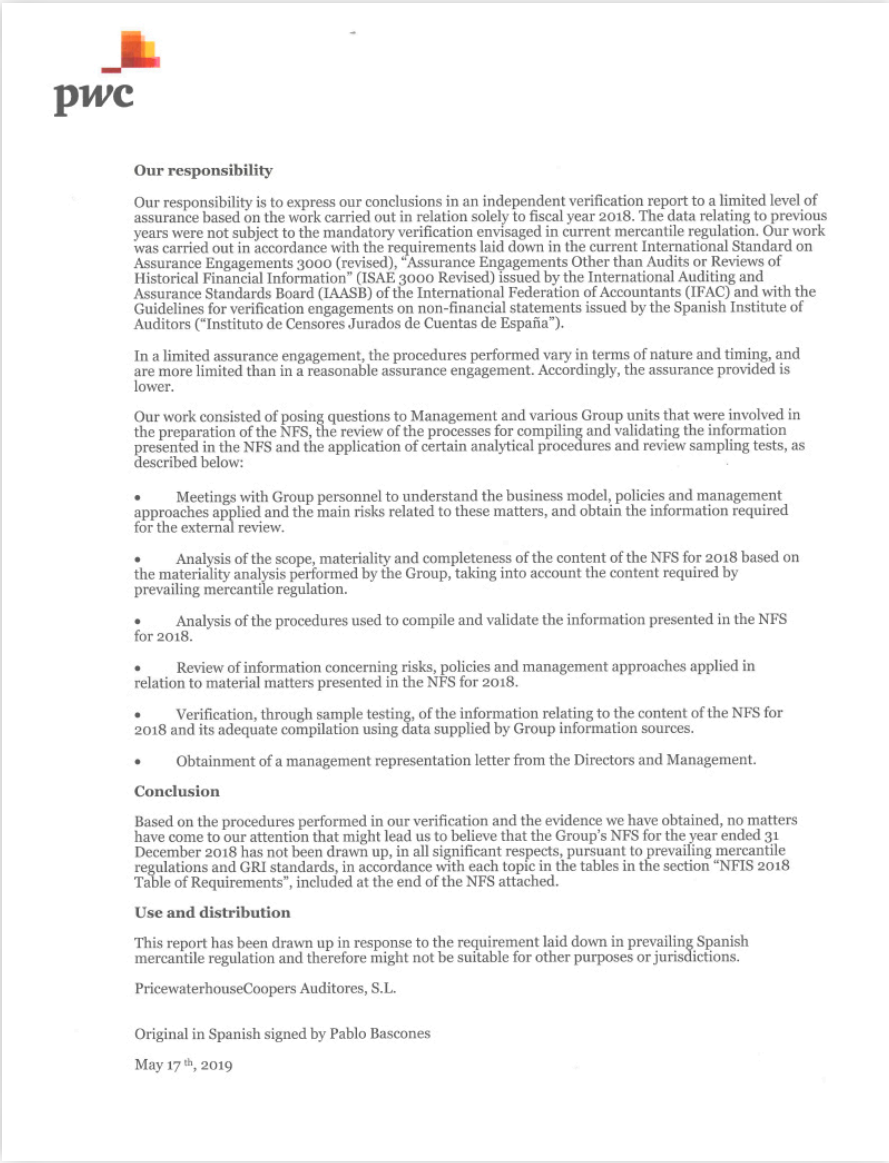 pwc
Our responsibility
Our responsibility is to express our conclusions in an independent verification report to a limited level of
assurance based on the work carried out in relation solely to fiscal year 2018. The data relating to previous
years were not subject to the mandatory verification envisaged in current mercantile regulation. Our work
was carried out in accordance with the requirements laid down in the current International Standard on
Assurance Engagements 3000 (revised), “Assurance Engagements Other than Audits or Reviews of
Historical Financial Information” (ISAE 3000 Revised) issued by the International Auditing and
Assurance Standards Board (IAASB) of the International Federation of Accountants (IFAC) and with the
Guidelines for verification engagements on non-financial statements issued by the Spanish Institute of
Auditors (“Instituto de Censores Jurados de Cuentas de España”).
In a limited assurance engagement, the procedures performed vary in terms of nature and timing, and
are more limited than in a reasonable assurance engagement. Accordingly, the assurance provided is
lower.
Our work consisted of posing questions to Management and various Group units that were involved in
the preparation of the NFS, the review of the processes for compiling and validating the information
presented in the NFS and the application of certain analytical procedures and review sampling tests, as
described below:
• Meetings with Group personnel to understand the business model, policies and management
approaches applied and the main risks related to these matters, and obtain the information required
for the external review.
• Analysis of the scope, materiality and completeness of the content of the NFS for 2018 based on
the materiality analysis performed by the Group, taking into account the content required by
prevailing mercantile regulation.
• Analysis of the procedures used to compile and validate the information presented in the NFS
for 2018.
• Review of information concerning risks, policies and management approaches applied in
relation to material matters presented in the NFS for 2018.
• Verification, through sample testing, of the information relating to the content of the NFS for
2018 and its adequate compilation using data supplied by Group information sources.
• Obtainment of a management representation letter from the Directors and Management.
Conclusion
Based on the procedures performed in our verification and the evidence we have obtained, no matters
have come to our attention that might lead us to believe that the Group’s NFS for the year ended 31
December 2018 has not been drawn up, in all significant respects, pursuant to prevailing mercantile
regulations and GRI standards, in accordance with each topic in the tables in the section “NFIS 2018
Table of Requirements”, included at the end of the NFS attached.
Use and distribution
This report has been drawn up in response to the requirement laid down in prevailing Spanish
mercantile regulation and therefore might not be suitable for other purposes or jurisdictions.
PricewaterhouseCoopers Auditores, S.L.
Original in Spanish signed by Pablo Bascones
May 17 th, 2019